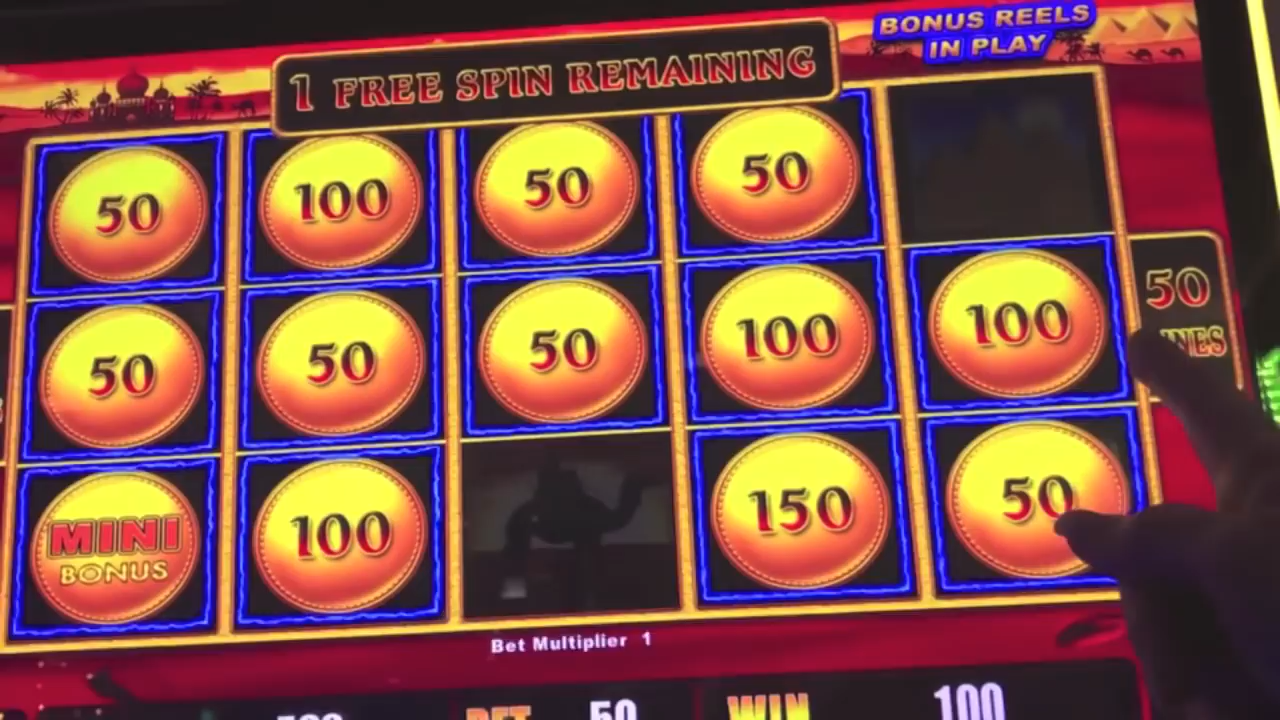 BONUS REELS
IN PLAY
1 FREE SPIN REMAINING
50 100 50 50
50 50 50 100 100
MINI
BONUS
100 150 50
50
Bet Multiplier 1
BET 50 WIN 100